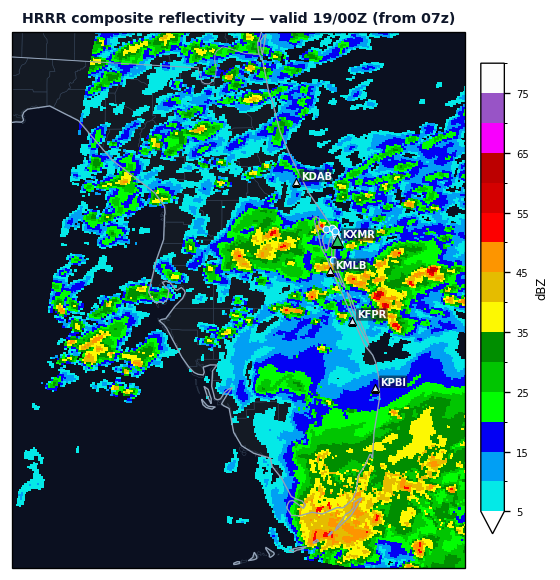 HRRR composite reflectivity — valid 19/00Z (from 07z)
KDAB
KXMR
KMLB
KFPR
KPBI
75
65
55
45
35
25
15
5
dBZ